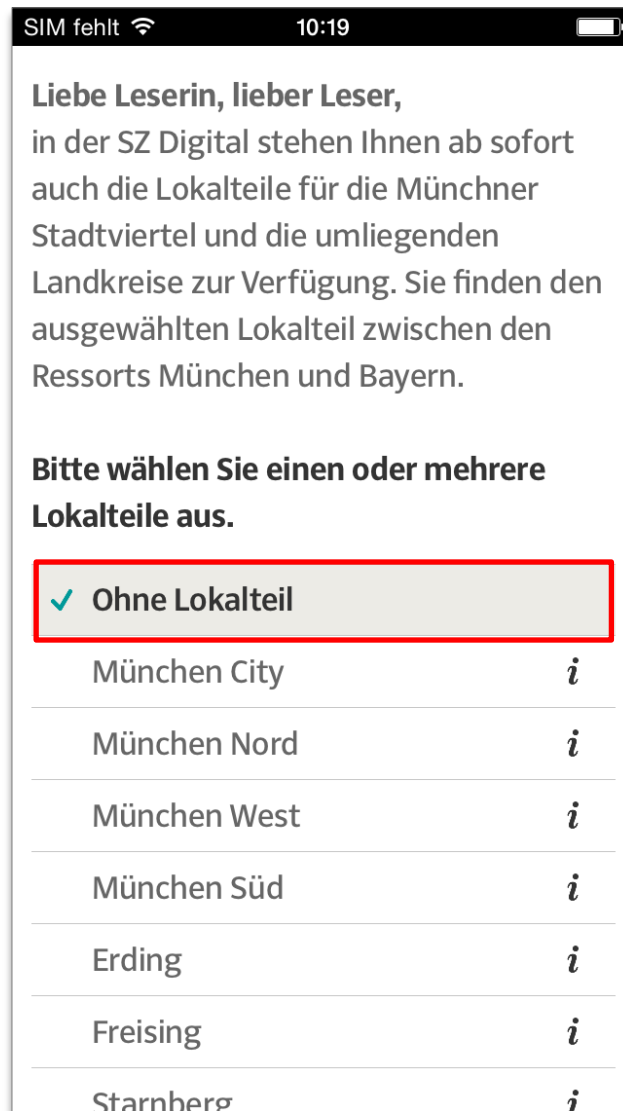 SIM fehlt 10:19
Liebe Leserin, lieber Leser,
in der SZ Digital stehen Ihnen ab sofort
auch die Lokalteile für die Münchner
Stadtviertel und die umliegenden
Landkreise zur Verfügung. Sie finden den
ausgewählten Lokalteil zwischen den
Ressorts München und Bayern.
Bitte wählen Sie einen oder mehrere
Lokalteile aus.
✓ Ohne Lokalteil
München City i
München Nord i
München West i
München Süd i
Erding i
Freising i
Starnberg i